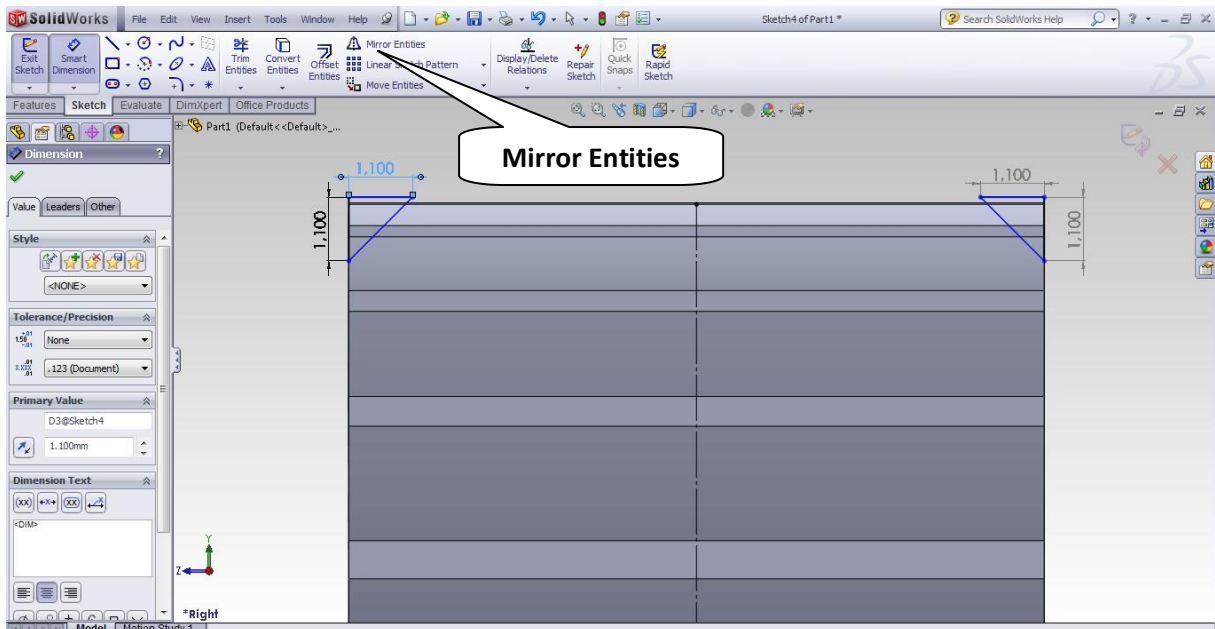 SolidWorks File Edit View Insert Tools Window Help Sketch4 of Part1 * Search SolidWorks Help ?
Exit Sketch
Smart Dimension
Trim Entities
Convert Entities
Offset Entities
Mirror Entities
Linear Sketch Pattern
Move Entities
Display/Delete Relations
Repair Sketch
Quick Snaps
Rapid Sketch
Features Sketch Evaluate DimXpert Office Products
Part1 (Default<<Default>_...
Dimension ?
Mirror Entities
Value Leaders Other
1,100
1,100
1,100
1,100
Style
<NONE>
Tolerance/Precision
None
.123 (Document)
Primary Value
D3@Sketch4
1.100mm
Dimension Text
(xx) (xx)
<DIM>
Y
Z
*Right
Model Motion Study 1